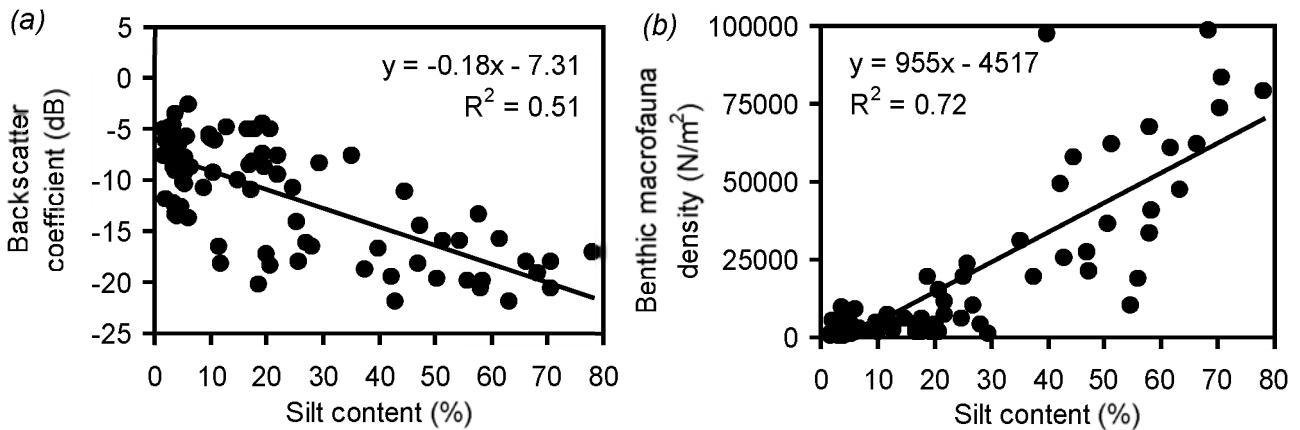 (a)
Backscatter
coefficient (dB)
5
0
-5
-10
-15
-20
-25
y = -0.18x - 7.31
R² = 0.51
0 10 20 30 40 50 60 70 80
Silt content (%)
(b)
Benthic macrofauna
density (N/m²)
100000
75000
50000
25000
0
y = 955x - 4517
R² = 0.72
0 10 20 30 40 50 60 70 80
Silt content (%)